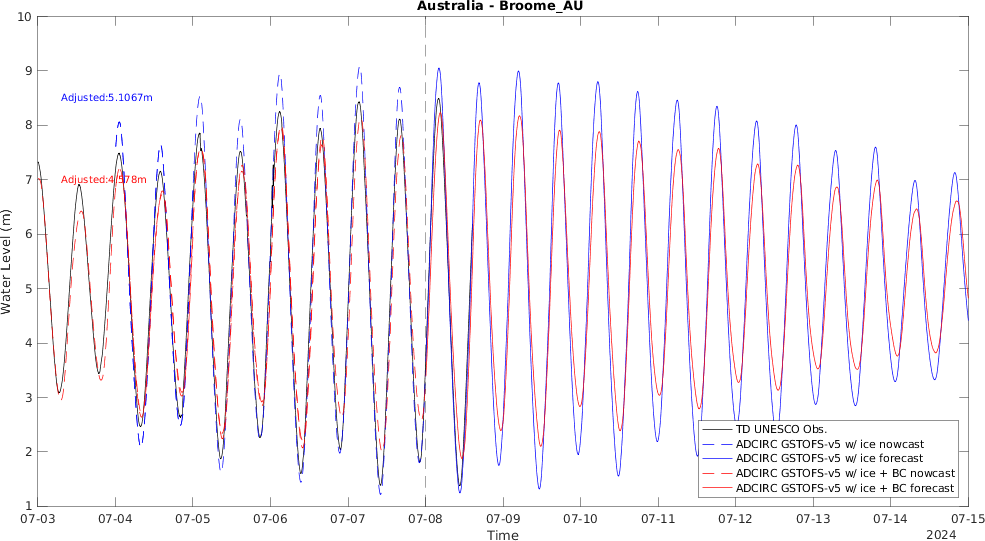 Australia - Broome_AU
10
9
8
7
6
5
4
3
2
1
Water Level (m)
Adjusted:5.1067m
Adjusted:4.578m
TD UNESCO Obs.
ADCIRC GSTOFS-v5 w/ ice nowcast
ADCIRC GSTOFS-v5 w/ ice forecast
ADCIRC GSTOFS-v5 w/ ice + BC nowcast
ADCIRC GSTOFS-v5 w/ ice + BC forecast
07-03 07-04 07-05 07-06 07-07 07-08 07-09 07-10 07-11 07-12 07-13 07-14 07-15
Time
2024